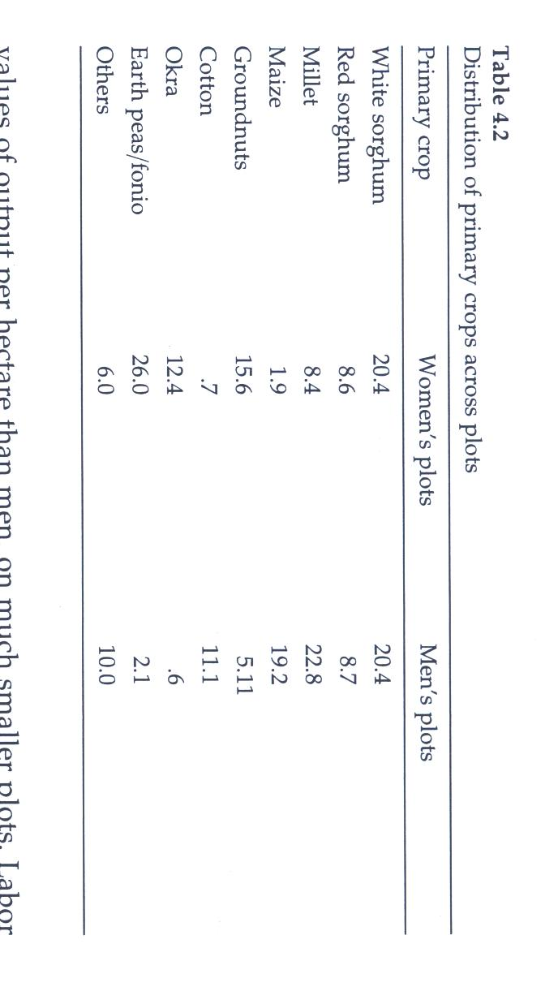 Table 4.2
Distribution of primary crops across plots
Primary crop Women's plots Men's plots
White sorghum 20.4 20.4
Red sorghum 8.6 8.7
Millet 8.4 22.8
Maize 1.9 19.2
Groundnuts 15.6 5.11
Cotton .7 11.1
Okra 12.4 .6
Earth peas/fonio 26.0 2.1
Others 6.0 10.0
values of output per hectare than men, on much smaller plots. Labor